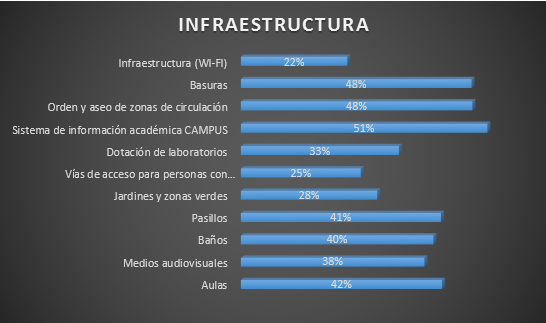 INFRAESTRUCTURA
Infraestructura (WI-FI) 22%
Basuras 48%
Orden y aseo de zonas de circulación 48%
Sistema de información académica CAMPUS 51%
Dotación de laboratorios 33%
Vías de acceso para personas con... 25%
Jardines y zonas verdes 28%
Pasillos 41%
Baños 40%
Medios audiovisuales 38%
Aulas 42%